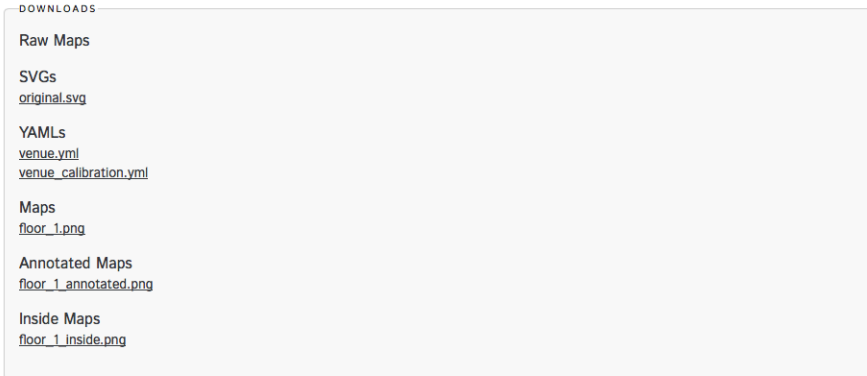 DOWNLOADS
Raw Maps
SVGs
original.svg
YAMLs
venue.yml
venue_calibration.yml
Maps
floor_1.png
Annotated Maps
floor_1_annotated.png
Inside Maps
floor_1_inside.png